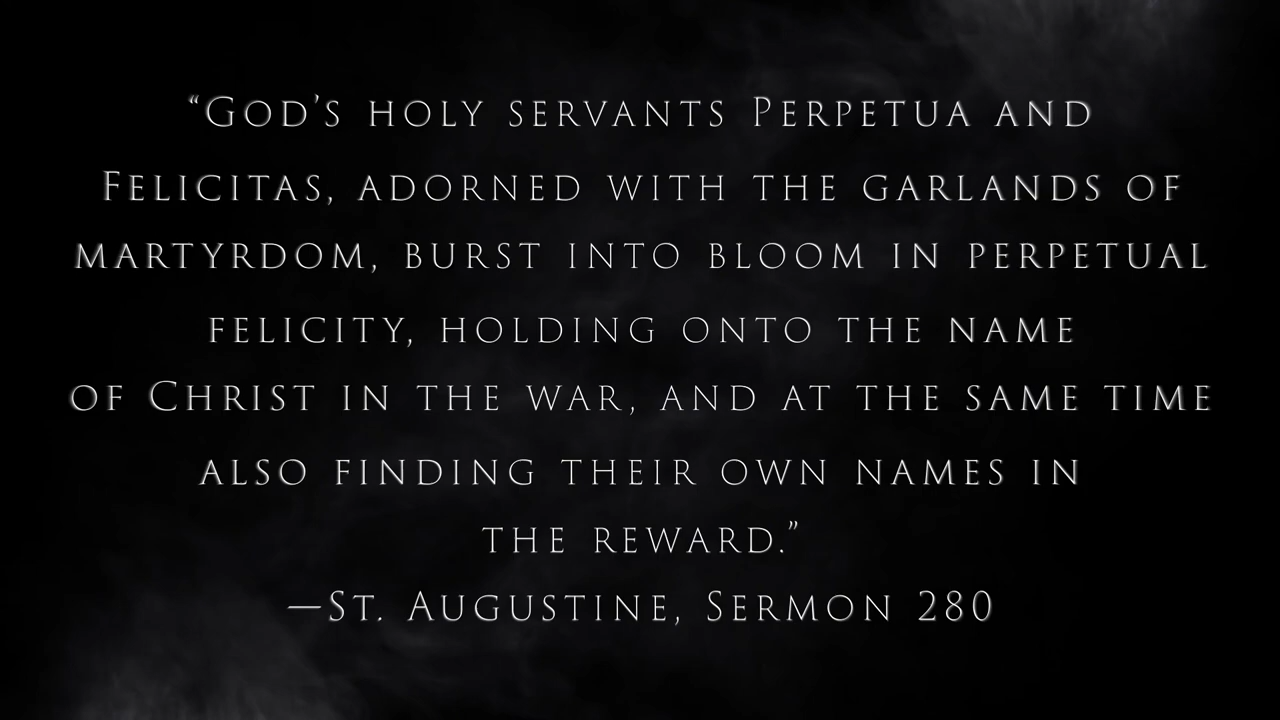 “God’s holy servants Perpetua and
Felicitas, adorned with the garlands of
martyrdom, burst into bloom in perpetual
felicity, holding onto the name
of Christ in the war, and at the same time
also finding their own names in
the reward.”
—St. Augustine, Sermon 280